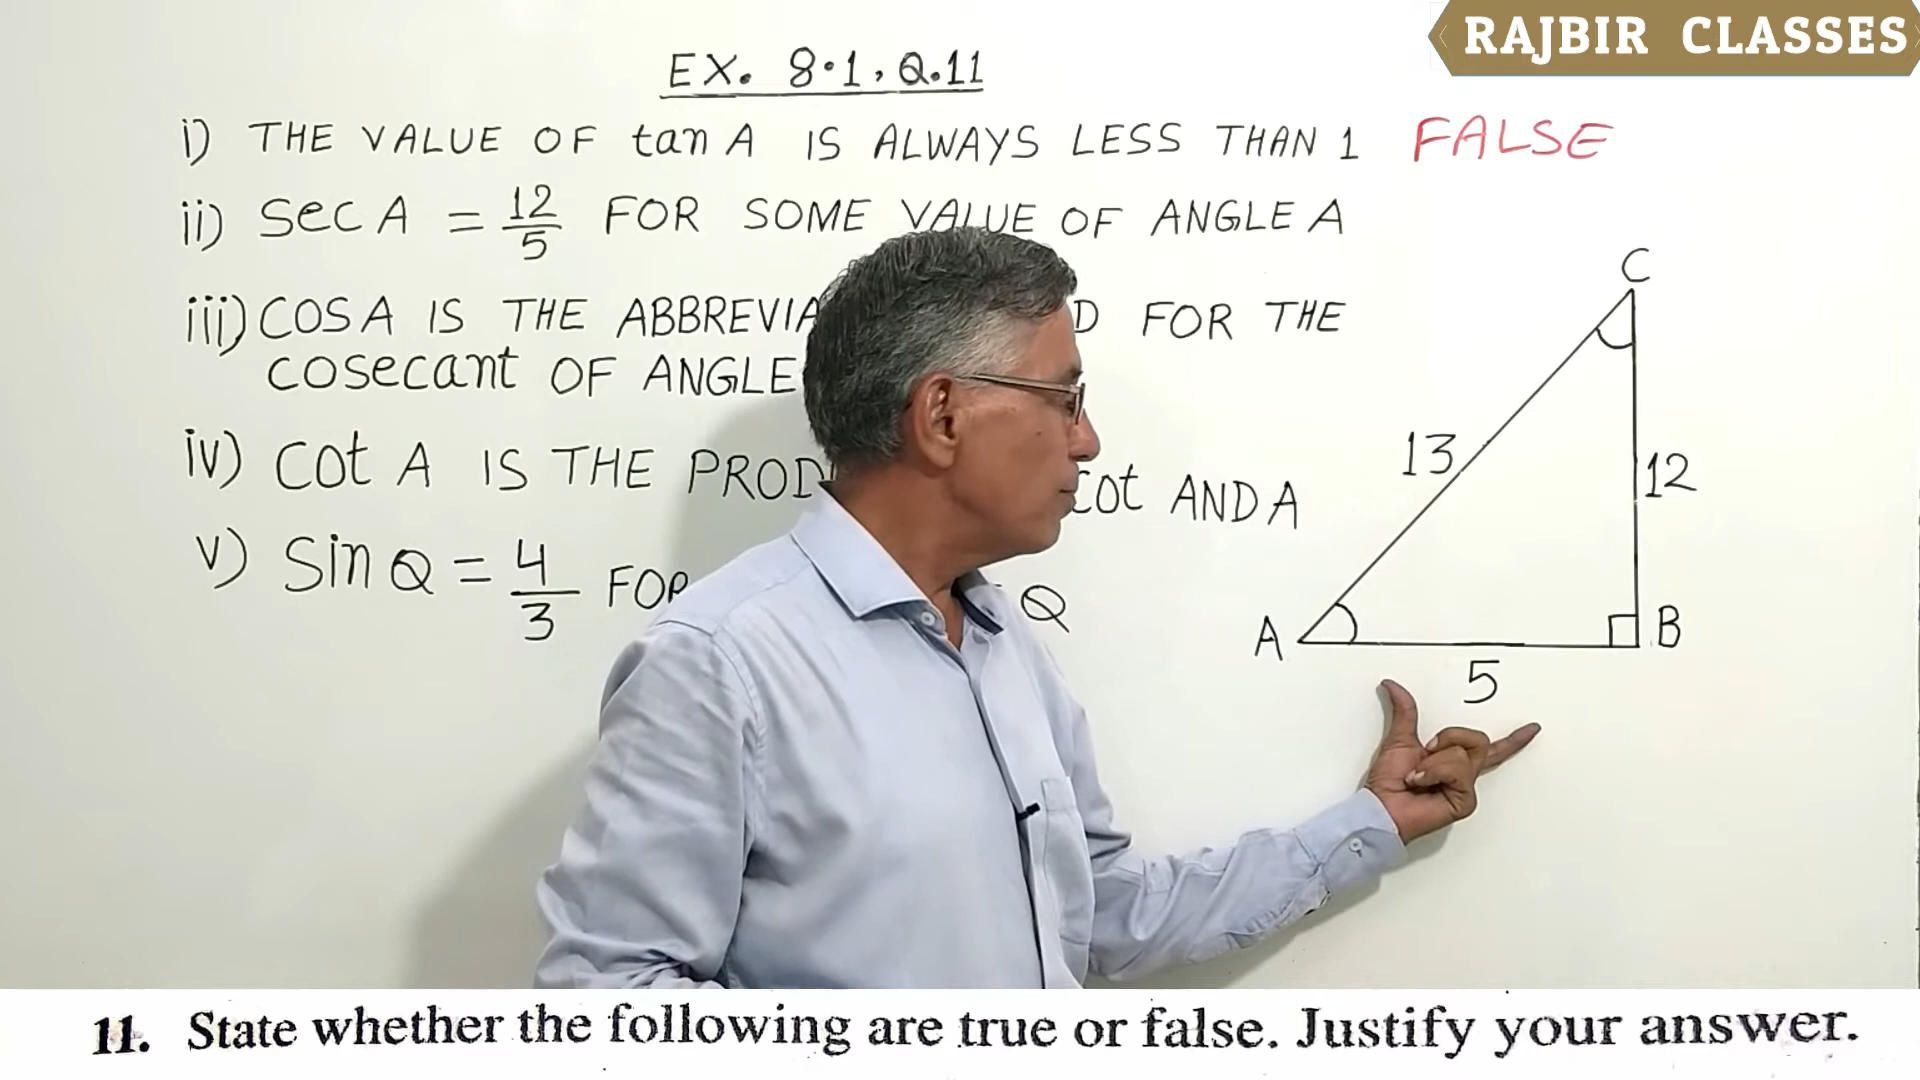 RAJBIR CLASSES
EX. 8.1, Q.11
i) THE VALUE OF tan A IS ALWAYS LESS THAN 1 FALSE
ii) Sec A = 12/5 FOR SOME VALUE OF ANGLE A
iii) COS A IS THE FOR THE
cosecant OF ANGLE
iv) Cot A IS THE cot AND A
v) Sin Q = 4/3 FOR Q
C
13
12
A
B
5
11. State whether the following are true or false. Justify your answer.